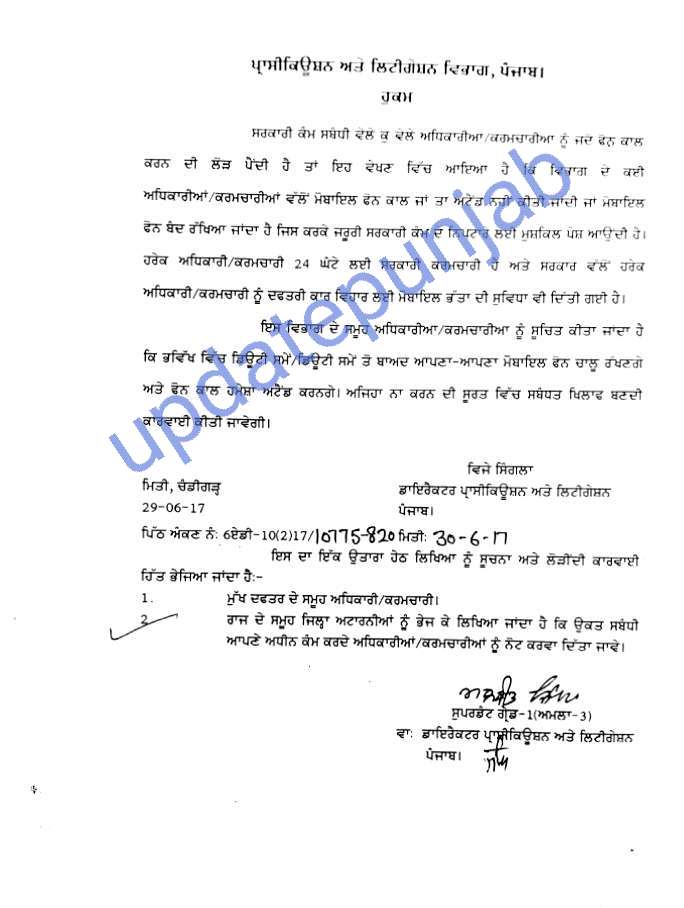 ਪ੍ਰਾਸੀਕਿਊਸ਼ਨ ਅਤੇ ਲਿਟੀਗੇਸ਼ਨ ਵਿਭਾਗ, ਪੰਜਾਬ।
ਹੁਕਮ
ਸਰਕਾਰੀ ਕੰਮ ਸਬੰਧੀ ਵੇਲੇ ਕੁ ਵੇਲੇ ਅਧਿਕਾਰੀਆ/ਕਰਮਚਾਰੀਆ ਨੂੰ ਜਦੋ ਫੋਨ ਕਾਲ
ਕਰਨ ਦੀ ਲੋੜ ਪੈਂਦੀ ਹੈ ਤਾਂ ਇਹ ਵੇਖਣ ਵਿੱਚ ਆਇਆ ਹੈ ਕਿ ਵਿਭਾਗ ਦੇ ਕਈ
ਅਧਿਕਾਰੀਆਂ/ਕਰਮਚਾਰੀਆਂ ਵੱਲੋਂ ਮੋਬਾਇਲ ਫੋਨ ਕਾਲ ਜਾਂ ਤਾ ਅਟੈਂਡ ਨਹੀਂ ਕੀਤੀ ਜਾਂਦੀ ਜਾਂ ਮੋਬਾਇਲ
ਫੋਨ ਬੰਦ ਰੱਖਿਆ ਜਾਂਦਾ ਹੈ ਜਿਸ ਕਰਕੇ ਜਰੂਰੀ ਸਰਕਾਰੀ ਕੰਮ ਦੇ ਨਿਪਟਾਰੇ ਲਈ ਮੁਸ਼ਕਿਲ ਪੇਸ਼ ਆਉਂਦੀ ਹੈ।
ਹਰੇਕ ਅਧਿਕਾਰੀ/ਕਰਮਚਾਰੀ 24 ਘੰਟੇ ਲਈ ਸਰਕਾਰੀ ਕਰਮਚਾਰੀ ਹੈ ਅਤੇ ਸਰਕਾਰ ਵੱਲੋਂ ਹਰੇਕ
ਅਧਿਕਾਰੀ/ਕਰਮਚਾਰੀ ਨੂੰ ਦਫਤਰੀ ਕਾਰ ਵਿਹਾਰ ਲਈ ਮੋਬਾਇਲ ਭੱਤਾ ਦੀ ਸੁਵਿਧਾ ਵੀ ਦਿੱਤੀ ਗਈ ਹੈ।
ਇਸ ਵਿਭਾਗ ਦੇ ਸਮੂਹ ਅਧਿਕਾਰੀਆ/ਕਰਮਚਾਰੀਆ ਨੂੰ ਸੂਚਿਤ ਕੀਤਾ ਜਾਂਦਾ ਹੈ
ਕਿ ਭਵਿੱਖ ਵਿੱਚ ਡਿਊਟੀ ਸਮੇਂ/ਡਿਊਟੀ ਸਮੇ ਤੋ ਬਾਅਦ ਆਪਣਾ-ਆਪਣਾ ਮੋਬਾਇਲ ਫੋਨ ਚਾਲੂ ਰੱਖਣਗੇ
ਅਤੇ ਫੋਨ ਕਾਲ ਹਮੇਸ਼ਾ ਅਟੈਂਡ ਕਰਨਗੇ। ਅਜਿਹਾ ਨਾ ਕਰਨ ਦੀ ਸੂਰਤ ਵਿੱਚ ਸਬੰਧਤ ਖਿਲਾਫ ਬਣਦੀ
ਕਾਰਵਾਈ ਕੀਤੀ ਜਾਵੇਗੀ।
updatepunjab
ਵਿਜੇ ਸਿੰਗਲਾ
ਮਿਤੀ, ਚੰਡੀਗੜ੍ਹ ਡਾਇਰੈਕਟਰ ਪ੍ਰਾਸੀਕਿਊਸ਼ਨ ਅਤੇ ਲਿਟੀਗੇਸ਼ਨ
29-06-17 ਪੰਜਾਬ।
ਪਿੱਠ ਅੰਕਣ ਨੰ: 6ਏਡੀ-10(2)17/10775-820 ਮਿਤੀ: 30-6-17
ਇਸ ਦਾ ਇੱਕ ਉਤਾਰਾ ਹੇਠ ਲਿਖਿਆ ਨੂੰ ਸੂਚਨਾ ਅਤੇ ਲੋੜੀਂਦੀ ਕਾਰਵਾਈ
ਹਿੱਤ ਭੇਜਿਆ ਜਾਂਦਾ ਹੈ:-
1. ਮੁੱਖ ਦਫਤਰ ਦੇ ਸਮੂਹ ਅਧਿਕਾਰੀ/ਕਰਮਚਾਰੀ।
2 ਰਾਜ ਦੇ ਸਮੂਹ ਜਿਲ੍ਹਾ ਅਟਾਰਨੀਆਂ ਨੂੰ ਭੇਜ ਕੇ ਲਿਖਿਆ ਜਾਂਦਾ ਹੈ ਕਿ ਉਕਤ ਸਬੰਧੀ
ਆਪਣੇ ਅਧੀਨ ਕੰਮ ਕਰਦੇ ਅਧਿਕਾਰੀਆਂ/ਕਰਮਚਾਰੀਆਂ ਨੂੰ ਨੋਟ ਕਰਵਾ ਦਿੱਤਾ ਜਾਵੇ।
ਸੁਪਰਡੰਟ ਗ੍ਰੇਡ-1(ਅਮਲਾ-3)
ਵਾ: ਡਾਇਰੈਕਟਰ ਪ੍ਰਾਸੀਕਿਊਸ਼ਨ ਅਤੇ ਲਿਟੀਗੇਸ਼ਨ
ਪੰਜਾਬ।